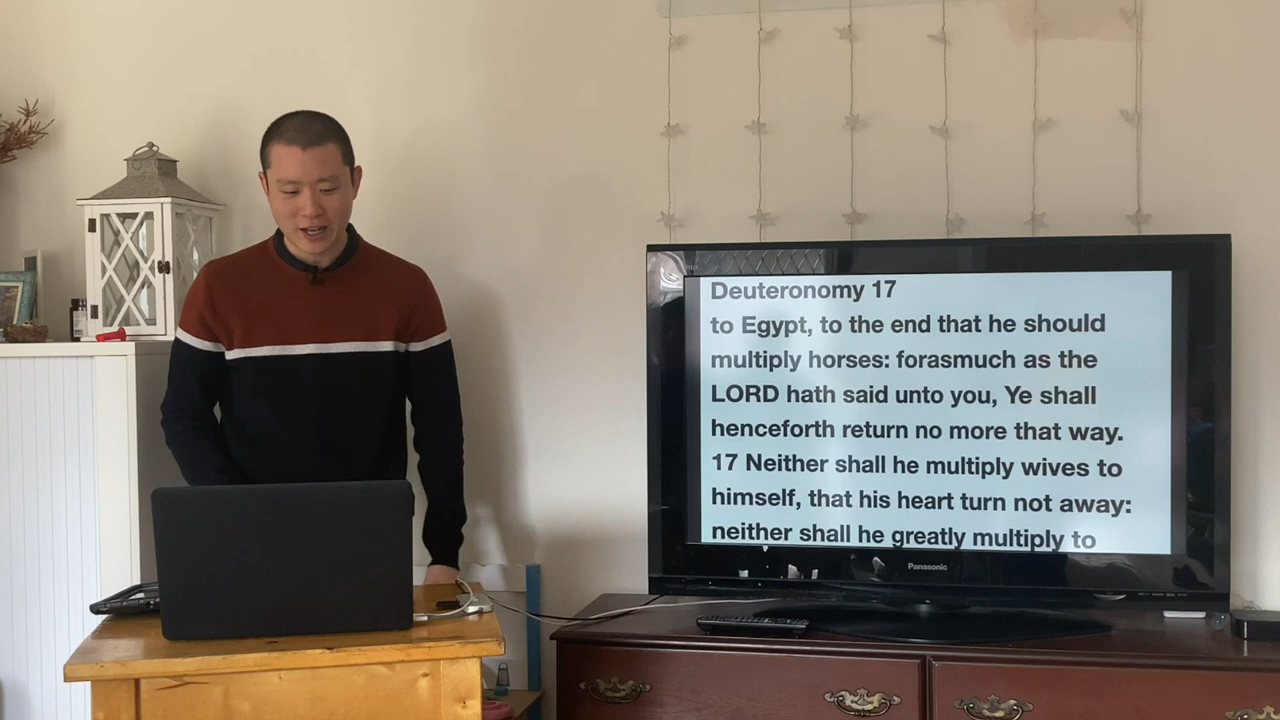 Deuteronomy 17
to Egypt, to the end that he should
multiply horses: forasmuch as the
LORD hath said unto you, Ye shall
henceforth return no more that way.
17 Neither shall he multiply wives to
himself, that his heart turn not away:
neither shall he greatly multiply to
Panasonic